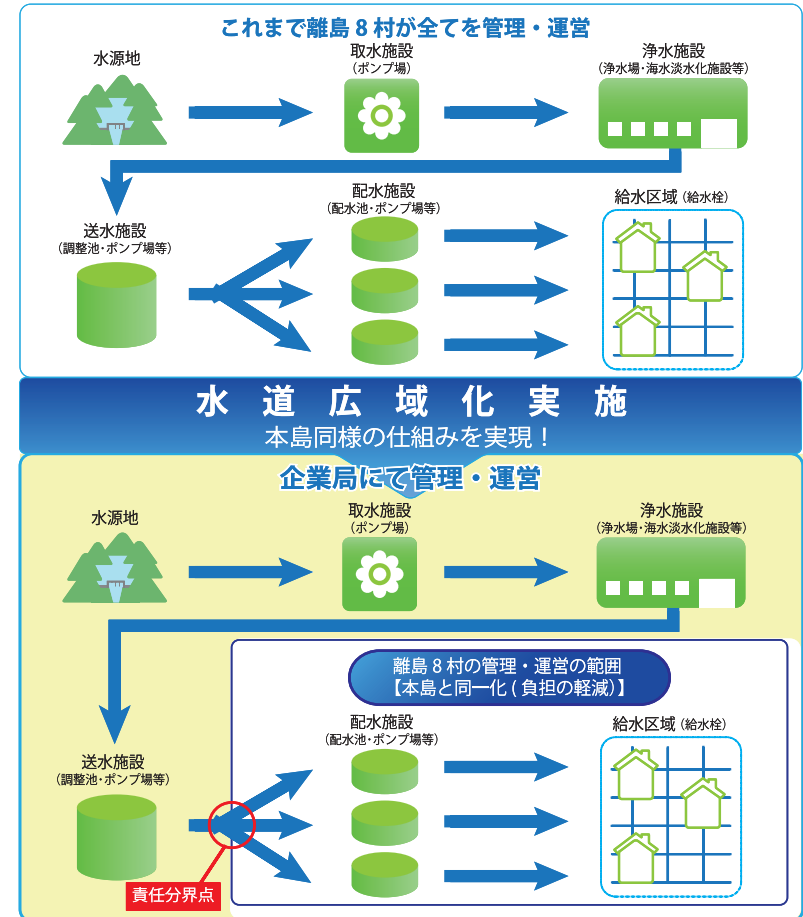 これまで離島8村が全てを管理・運営
水源地
取水施設
(ポンプ場)
浄水施設
(浄水場・海水淡水化施設等)
送水施設
(調整池・ポンプ場等)
配水施設
(配水池・ポンプ場等)
給水区域 (給水栓)
水道広域化実施
本島同様の仕組みを実現！
企業局にて管理・運営
水源地
取水施設
(ポンプ場)
浄水施設
(浄水場・海水淡水化施設等)
離島8村の管理・運営の範囲
【本島と同一化(負担の軽減)】
送水施設
(調整池・ポンプ場等)
配水施設
(配水池・ポンプ場等)
給水区域 (給水栓)
責任分界点